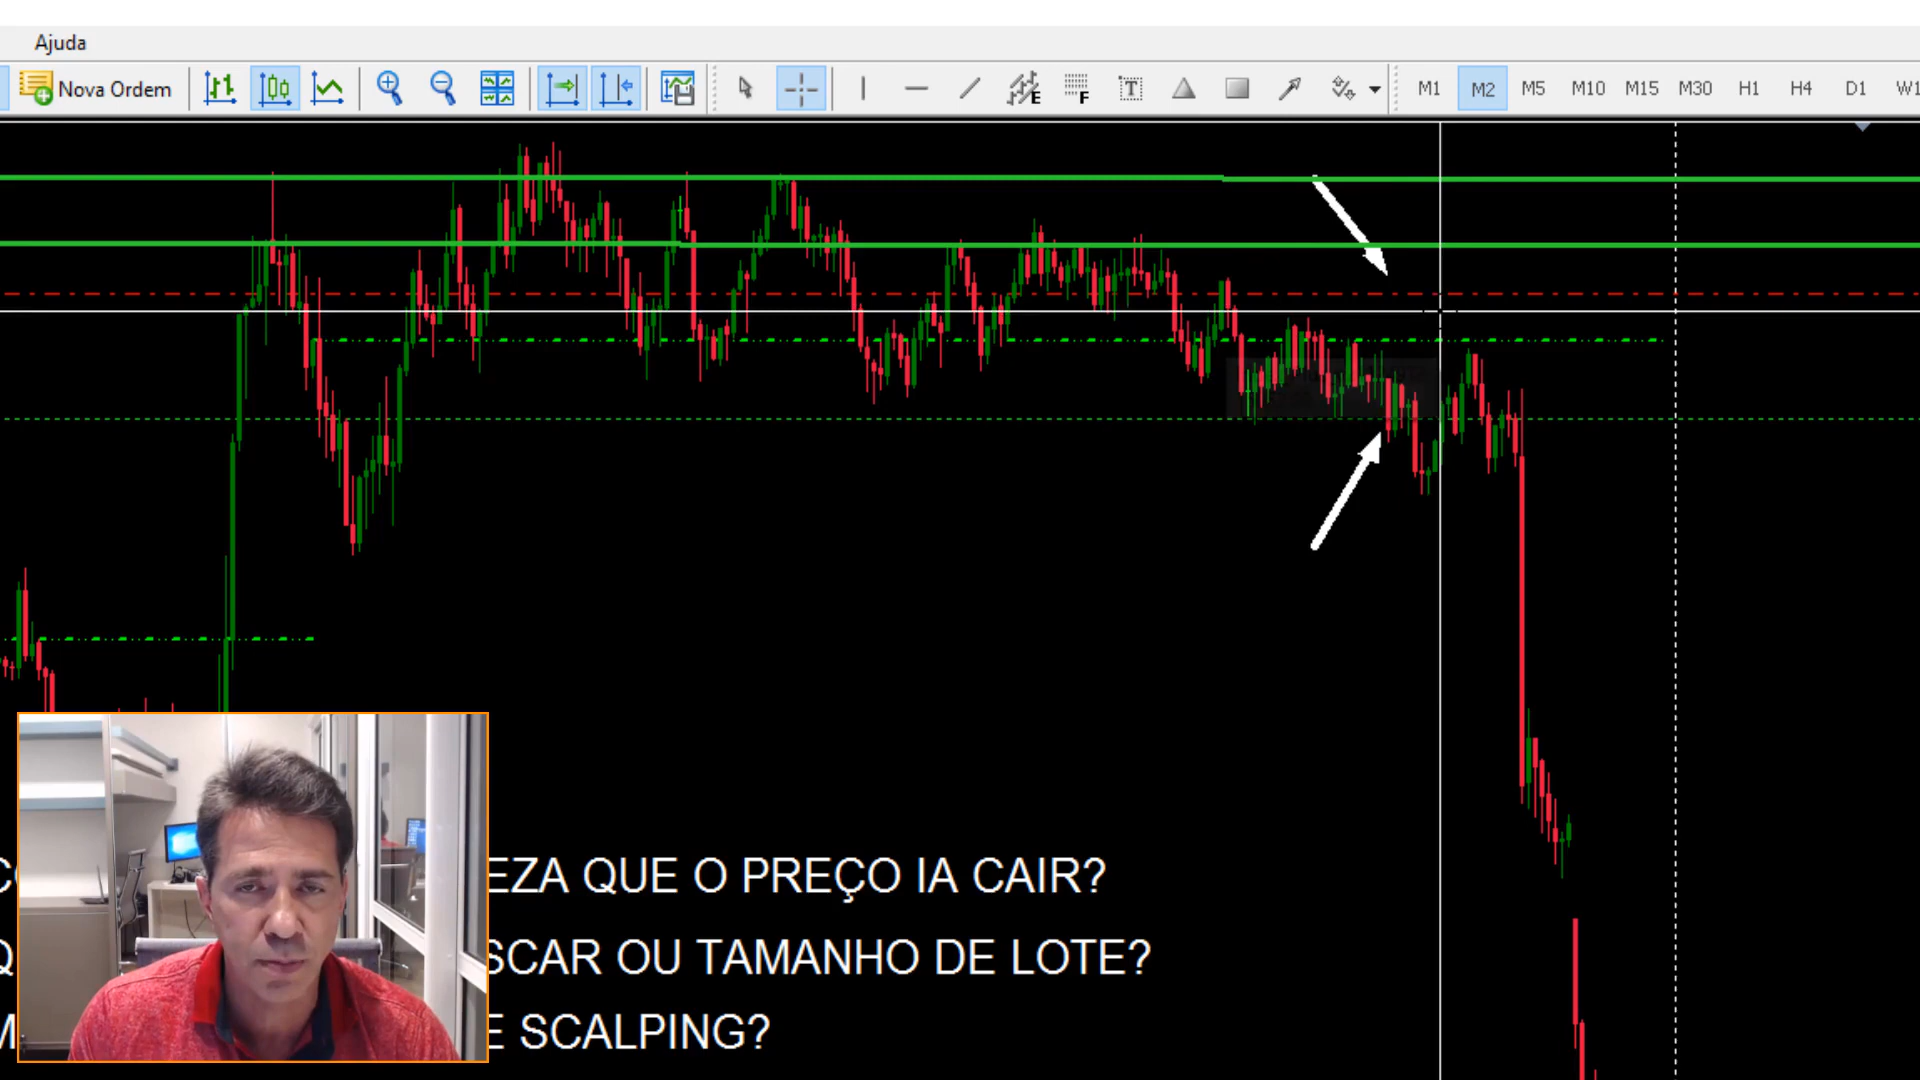 Ajuda
Nova Ordem
E
F
T
M1 M2 M5 M10 M15 M30 H1 H4 D1 W1
EZA QUE O PREÇO IA CAIR?
SCAR OU TAMANHO DE LOTE?
E SCALPING?